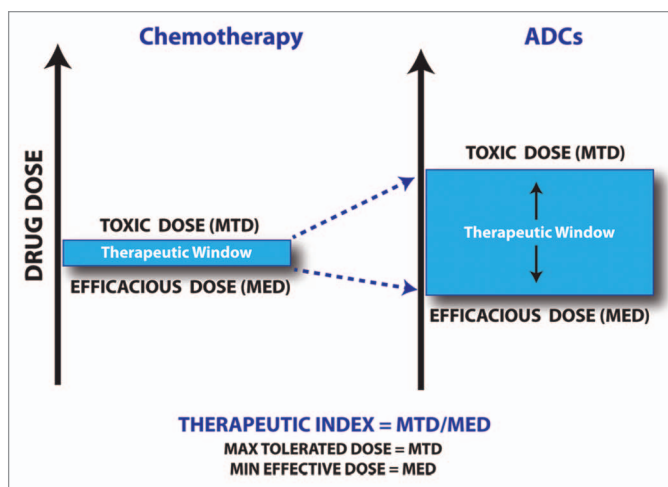 Chemotherapy
ADCs
DRUG DOSE
TOXIC DOSE (MTD)
Therapeutic Window
EFFICACIOUS DOSE (MED)
TOXIC DOSE (MTD)
Therapeutic Window
EFFICACIOUS DOSE (MED)
THERAPEUTIC INDEX = MTD/MED
MAX TOLERATED DOSE = MTD
MIN EFFECTIVE DOSE = MED